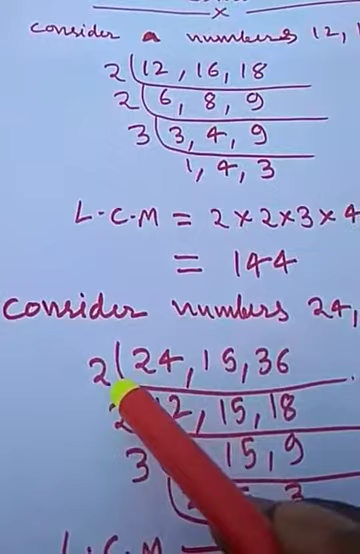 x
consider a numbers 12,
2 12, 16, 18
2 6, 8, 9
3 3, 4, 9
1, 4, 3
L.C.M = 2×2×3×4
= 144
consider numbers 24,
2 24, 15, 36
2, 15, 18
3 15, 9
3
L.C.M =